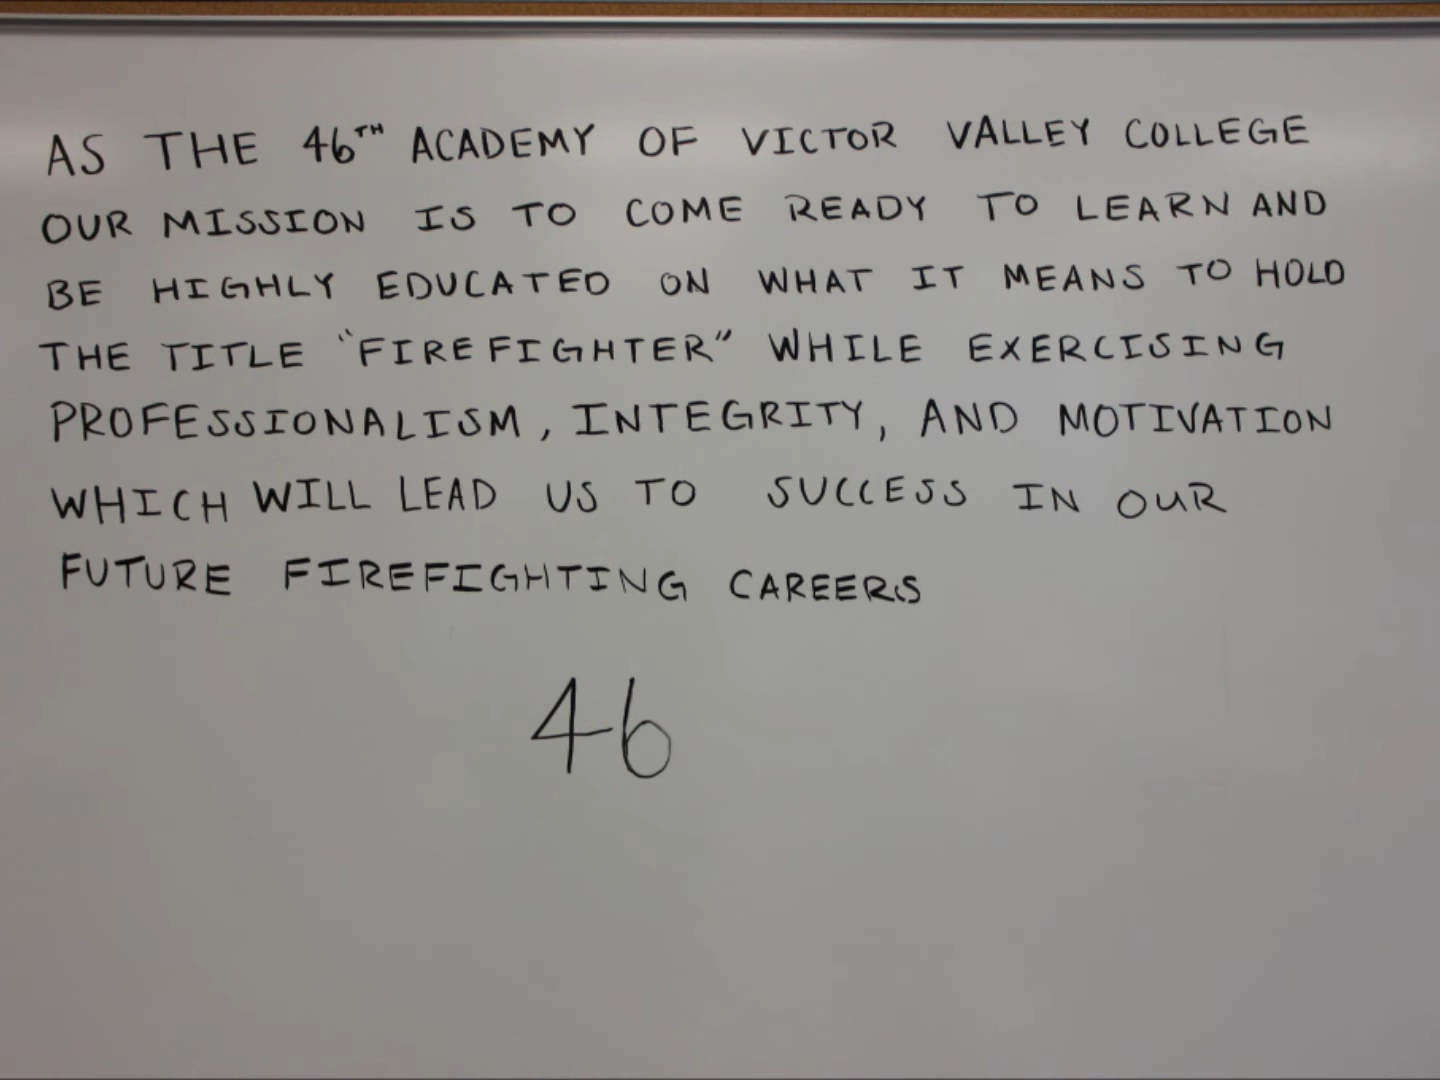 AS THE 46TH ACADEMY OF VICTOR VALLEY COLLEGE
OUR MISSION IS TO COME READY TO LEARN AND
BE HIGHLY EDUCATED ON WHAT IT MEANS TO HOLD
THE TITLE "FIREFIGHTER" WHILE EXERCISING
PROFESSIONALISM, INTEGRITY, AND MOTIVATION
WHICH WILL LEAD US TO SUCCESS IN OUR
FUTURE FIREFIGHTING CAREERS
46